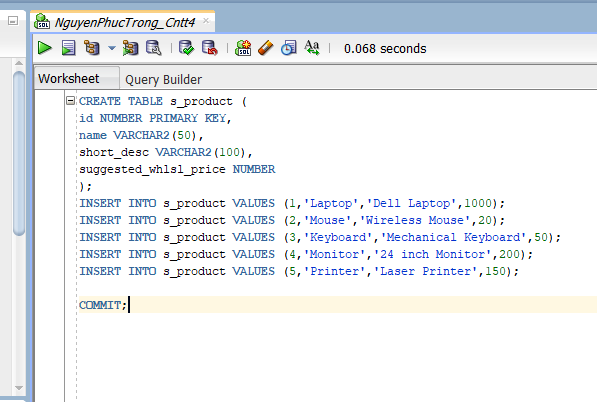 NguyenPhucTrong_Cntt4
SQL
0.068 seconds
Worksheet
Query Builder
CREATE TABLE s_product (
id NUMBER PRIMARY KEY,
name VARCHAR2(50),
short_desc VARCHAR2(100),
suggested_whlsl_price NUMBER
);
INSERT INTO s_product VALUES (1,'Laptop','Dell Laptop',1000);
INSERT INTO s_product VALUES (2,'Mouse','Wireless Mouse',20);
INSERT INTO s_product VALUES (3,'Keyboard','Mechanical Keyboard',50);
INSERT INTO s_product VALUES (4,'Monitor','24 inch Monitor',200);
INSERT INTO s_product VALUES (5,'Printer','Laser Printer',150);
COMMIT;